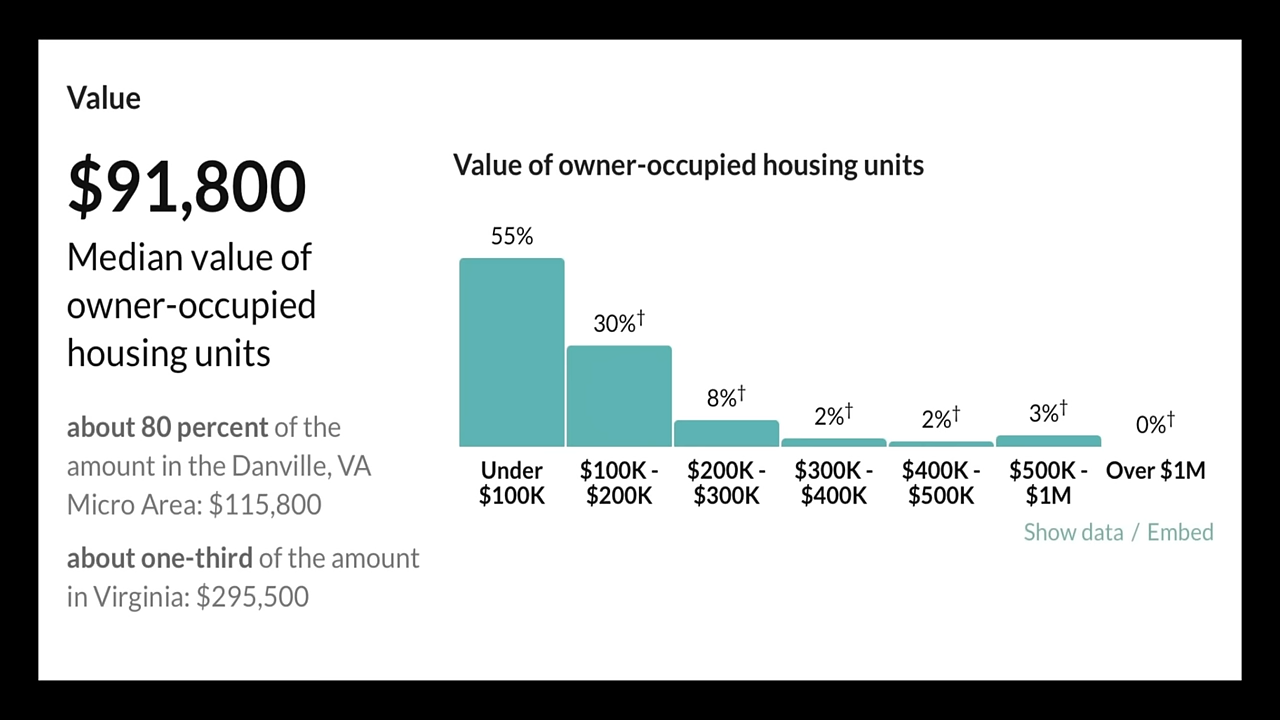 Value
$91,800
Median value of
owner-occupied
housing units
about 80 percent of the
amount in the Danville, VA
Micro Area: $115,800
about one-third of the amount
in Virginia: $295,500
Value of owner-occupied housing units
55%
30%†
8%†
2%†
2%†
3%†
0%†
Under
$100K
$100K -
$200K
$200K -
$300K
$300K -
$400K
$400K -
$500K
$500K -
$1M
Over $1M
Show data / Embed